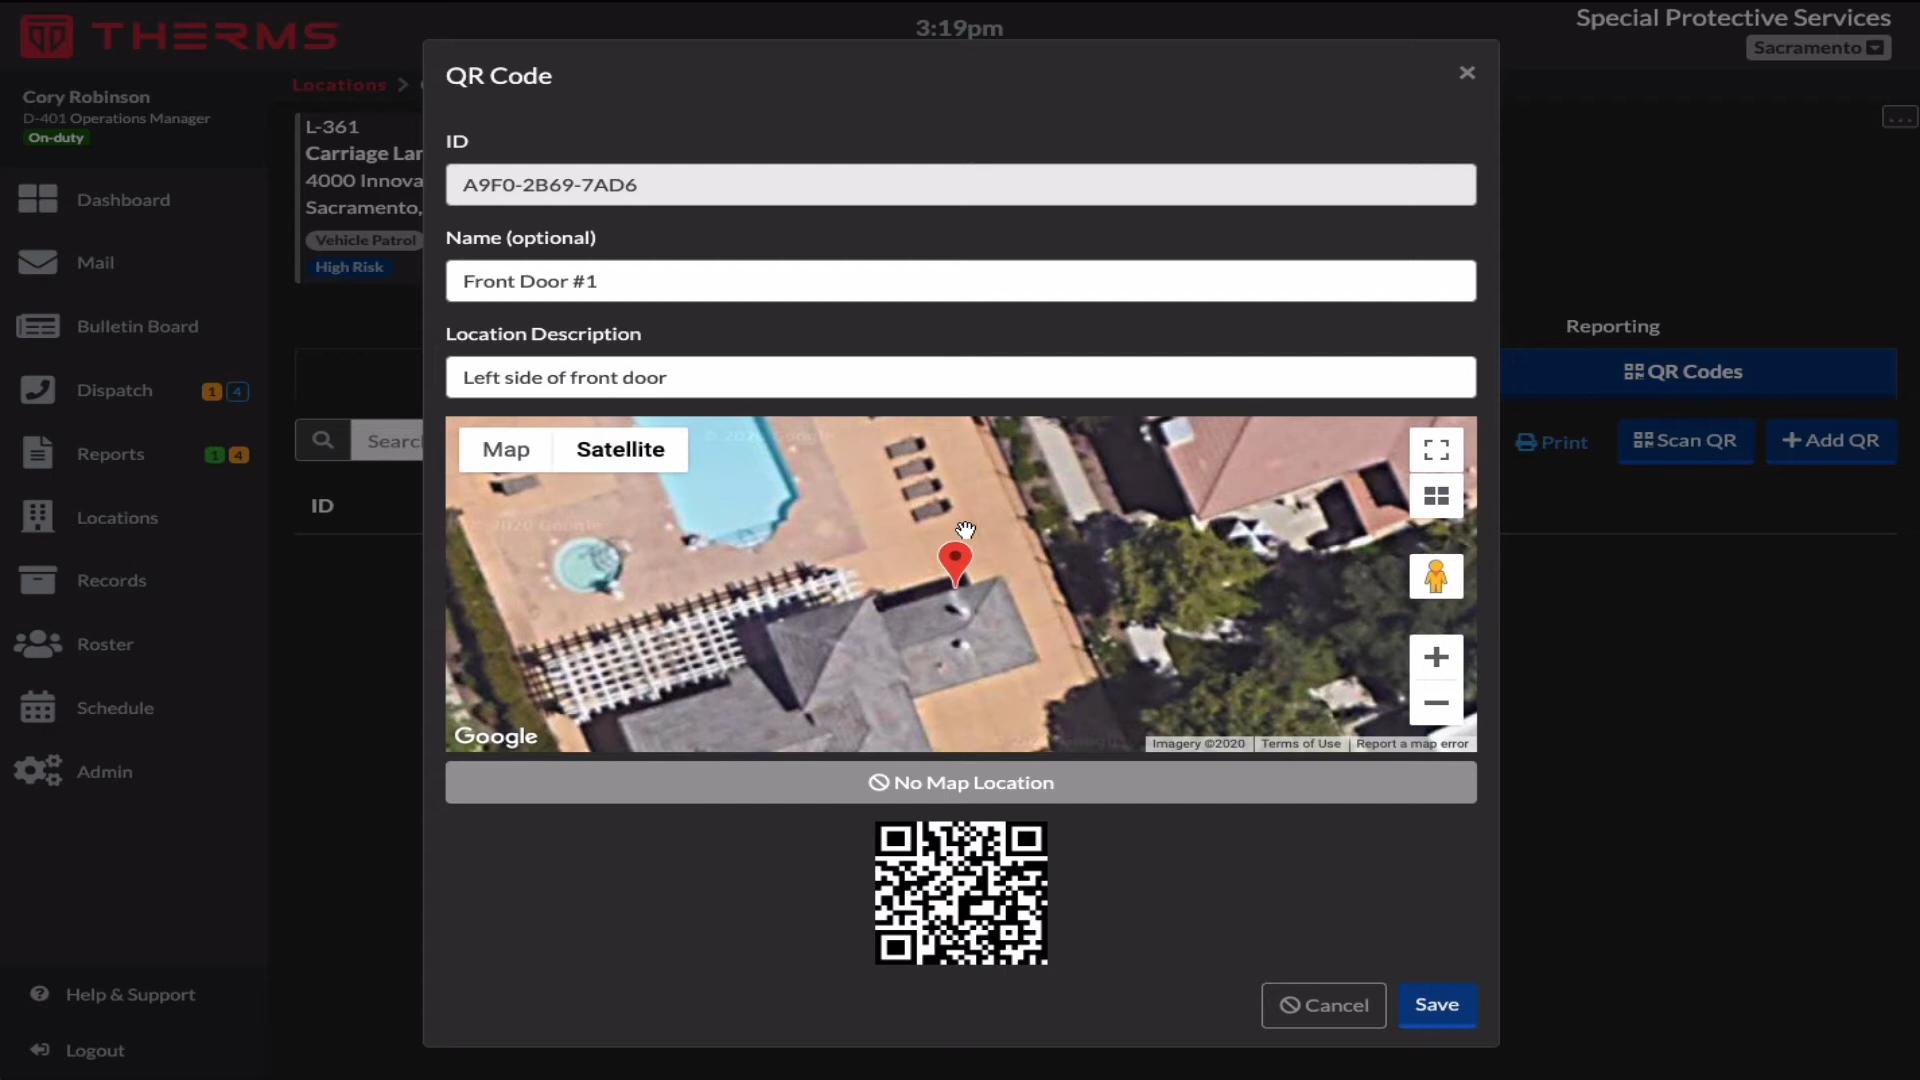 THERMS
3:19pm
Special Protective Services
Sacramento
Cory Robinson
D-401 Operations Manager
On-duty
Dashboard
Mail
Bulletin Board
Dispatch 1 4
Reports 1 4
Locations
Records
Roster
Schedule
Admin
Help & Support
Logout
Locations >
L-361
Carriage Lar
4000 Innova
Sacramento,
Vehicle Patrol
High Risk
Reporting
QR Codes
Searc
Print
Scan QR
+ Add QR
ID
QR Code
×
ID
A9F0-2B69-7AD6
Name (optional)
Front Door #1
Location Description
Left side of front door
Map Satellite
Google
Imagery ©2020 Terms of Use Report a map error
No Map Location
Cancel
Save